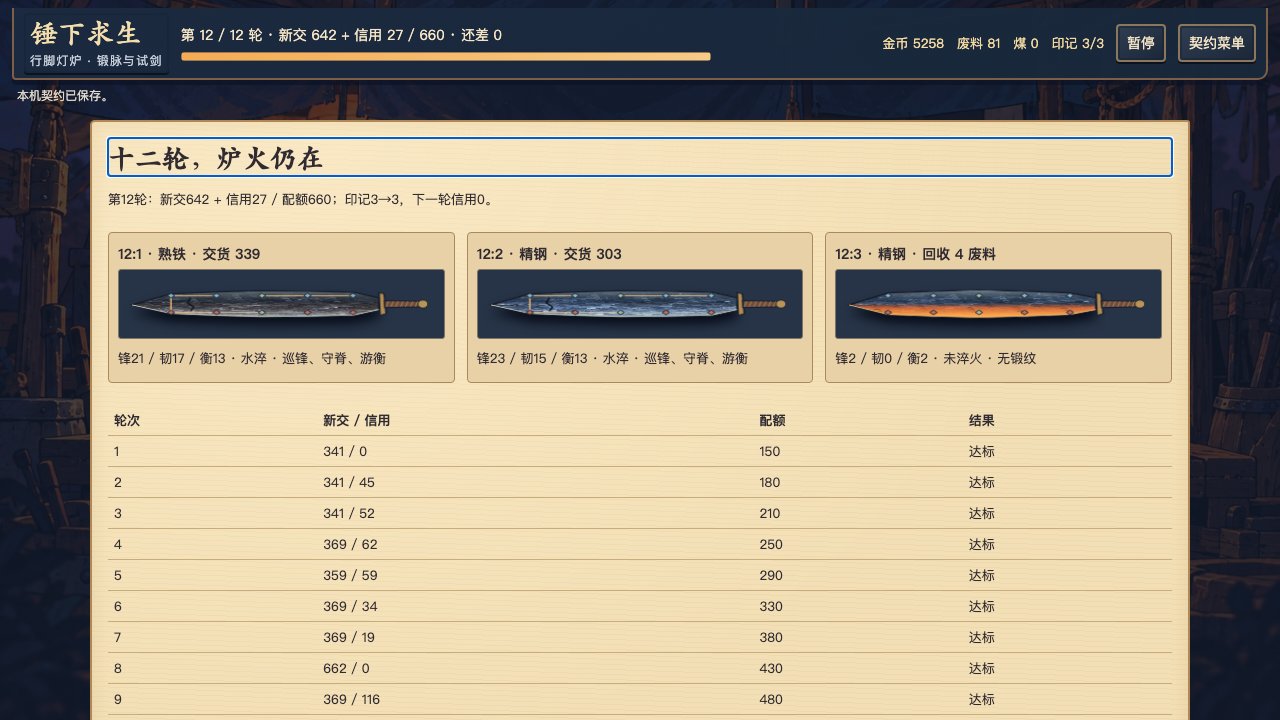 锤下求生
行脚灯炉 · 锻脉与试剑
第 12 / 12 轮 · 新交 642 + 信用 27 / 660 · 还差 0
金币 5258 废料 81 煤 0 印记 3/3
暂停
契约菜单
本机契约已保存。
十二轮，炉火仍在
第12轮：新交642 + 信用27 / 配额660；印记3→3，下一轮信用0。
12:1 · 熟铁 · 交货 339
锋21 / 韧17 / 衡13 · 水淬 · 巡锋、守脊、游衡
12:2 · 精钢 · 交货 303
锋23 / 韧15 / 衡13 · 水淬 · 巡锋、守脊、游衡
12:3 · 精钢 · 回收 4 废料
锋2 / 韧0 / 衡2 · 未淬火 · 无锻纹
轮次 新交 / 信用 配额 结果
1 341 / 0 150 达标
2 341 / 45 180 达标
3 341 / 52 210 达标
4 369 / 62 250 达标
5 359 / 59 290 达标
6 369 / 34 330 达标
7 369 / 19 380 达标
8 662 / 0 430 达标
9 369 / 116 480 达标